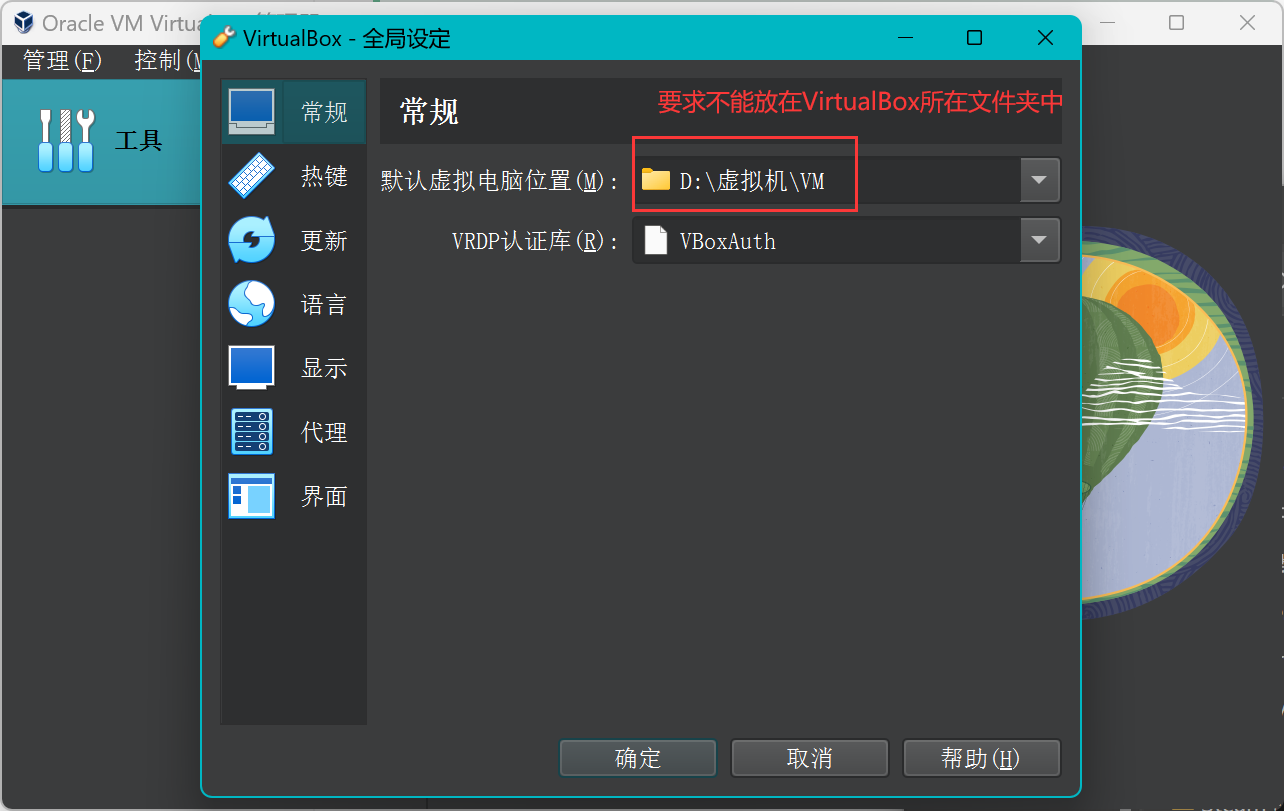 Oracle VM
VirtualBox - 全局设定
管理(F) 控制(M
工具
常规
热键
更新
语言
显示
代理
界面
常规
要求不能放在VirtualBox所在文件夹中
默认虚拟电脑位置(M): D:\虚拟机\VM
VRDP认证库(R): VBoxAuth
确定 取消 帮助(H)